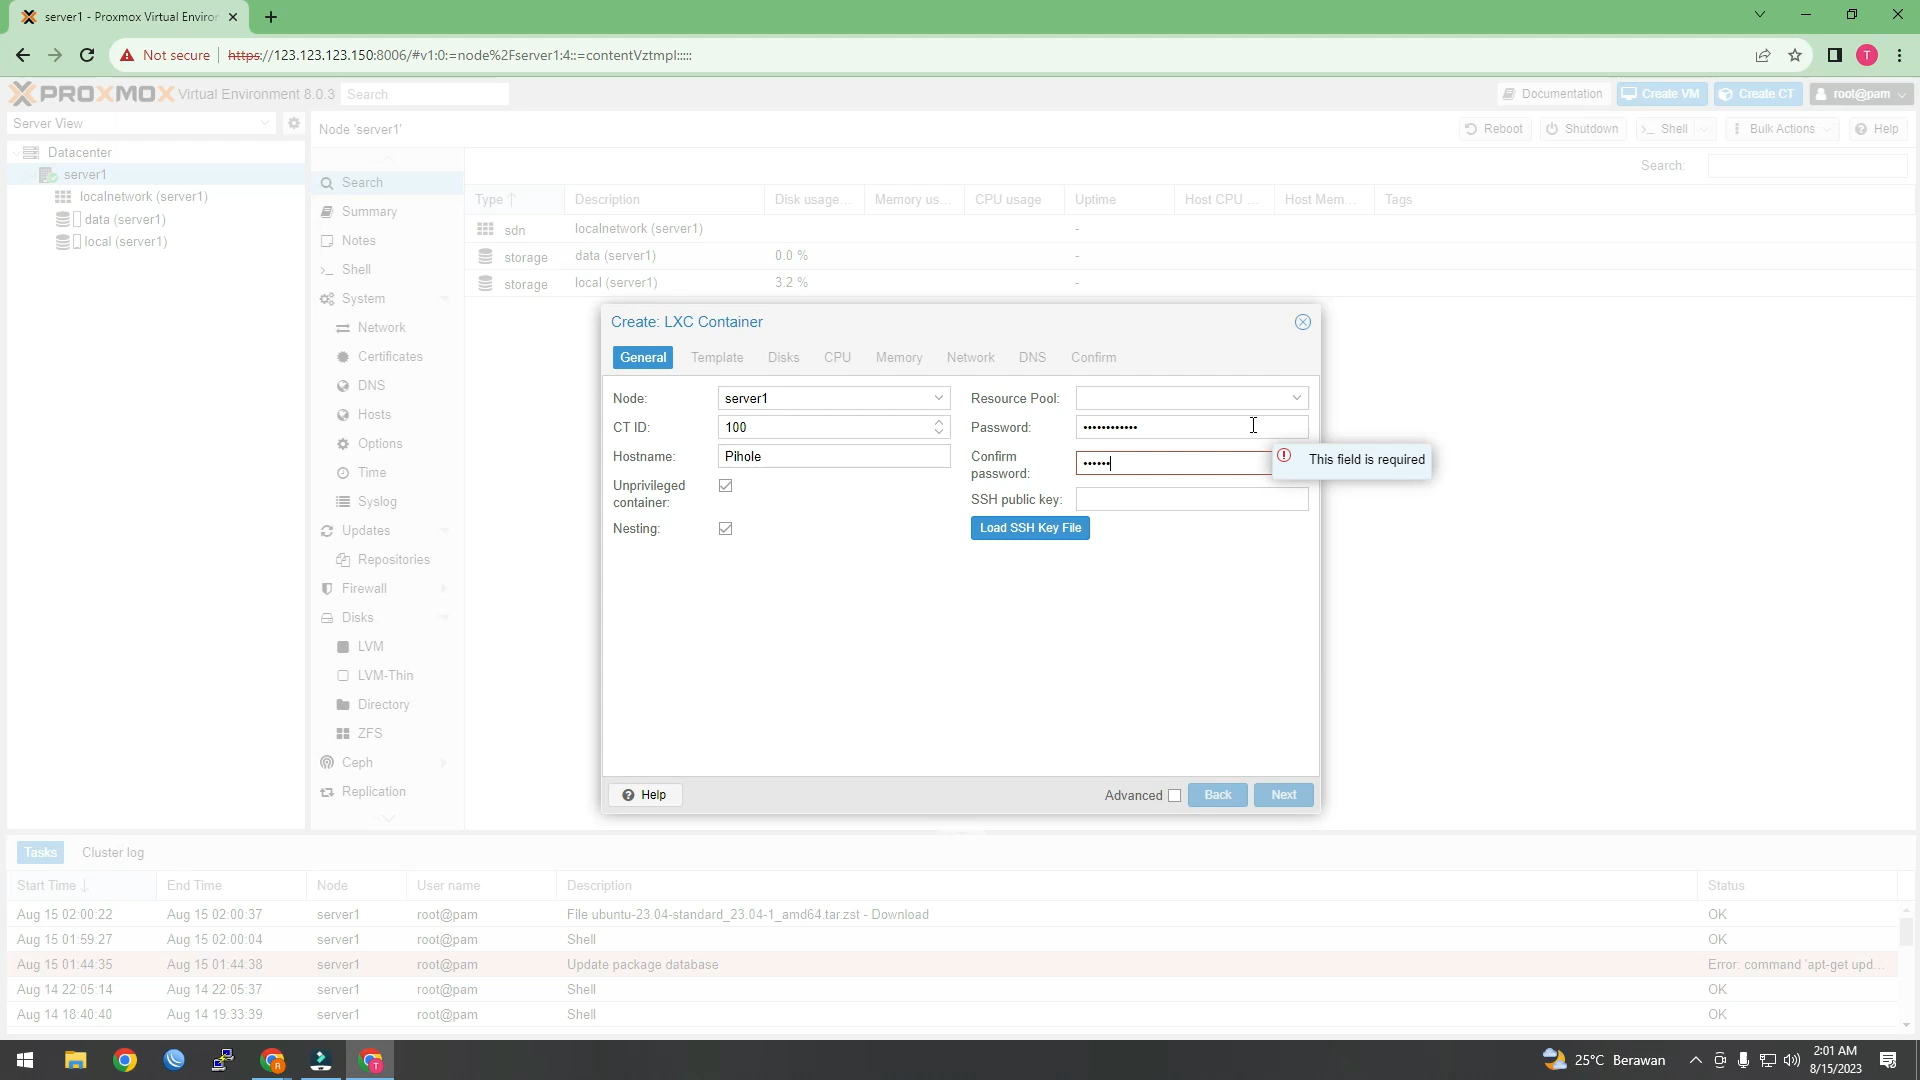 server1 - Proxmox Virtual Environ
Not secure
https://123.123.123.150:8006/#v1:0:=node%2Fserver1:4::=contentVztmpl:::::
T
PROXMOX Virtual Environment 8.0.3 Search
Documentation Create VM Create CT root@pam
Server View
Node 'server1'
Reboot Shutdown >_ Shell Bulk Actions Help
Datacenter
server1
localnetwork (server1)
data (server1)
local (server1)
Search
Summary
Notes
>_ Shell
System
Network
Certificates
DNS
Hosts
Options
Time
Syslog
Updates
Repositories
Firewall
Disks
LVM
LVM-Thin
Directory
ZFS
Ceph
Replication
Search:
Type Description Disk usage... Memory us... CPU usage Uptime Host CPU ... Host Mem... Tags
sdn localnetwork (server1) -
storage data (server1) 0.0 % -
storage local (server1) 3.2 % -
Create: LXC Container
General Template Disks CPU Memory Network DNS Confirm
Node: server1
CT ID: 100
Hostname: Pihole
Unprivileged
container:
Nesting:
Resource Pool:
Password: ••••••••••••
Confirm
password: ••••••
This field is required
SSH public key:
Load SSH Key File
Help
Advanced Back Next
Tasks Cluster log
Start Time End Time Node User name Description Status
Aug 15 02:00:22 Aug 15 02:00:37 server1 root@pam File ubuntu-23.04-standard_23.04-1_amd64.tar.zst - Download OK
Aug 15 01:59:27 Aug 15 02:00:04 server1 root@pam Shell OK
Aug 15 01:44:35 Aug 15 01:44:38 server1 root@pam Update package database Error: command 'apt-get upd...
Aug 14 22:05:14 Aug 14 22:05:37 server1 root@pam Shell OK
Aug 14 18:40:40 Aug 14 19:33:39 server1 root@pam Shell OK
R
T
25°C Berawan
2:01 AM
8/15/2023